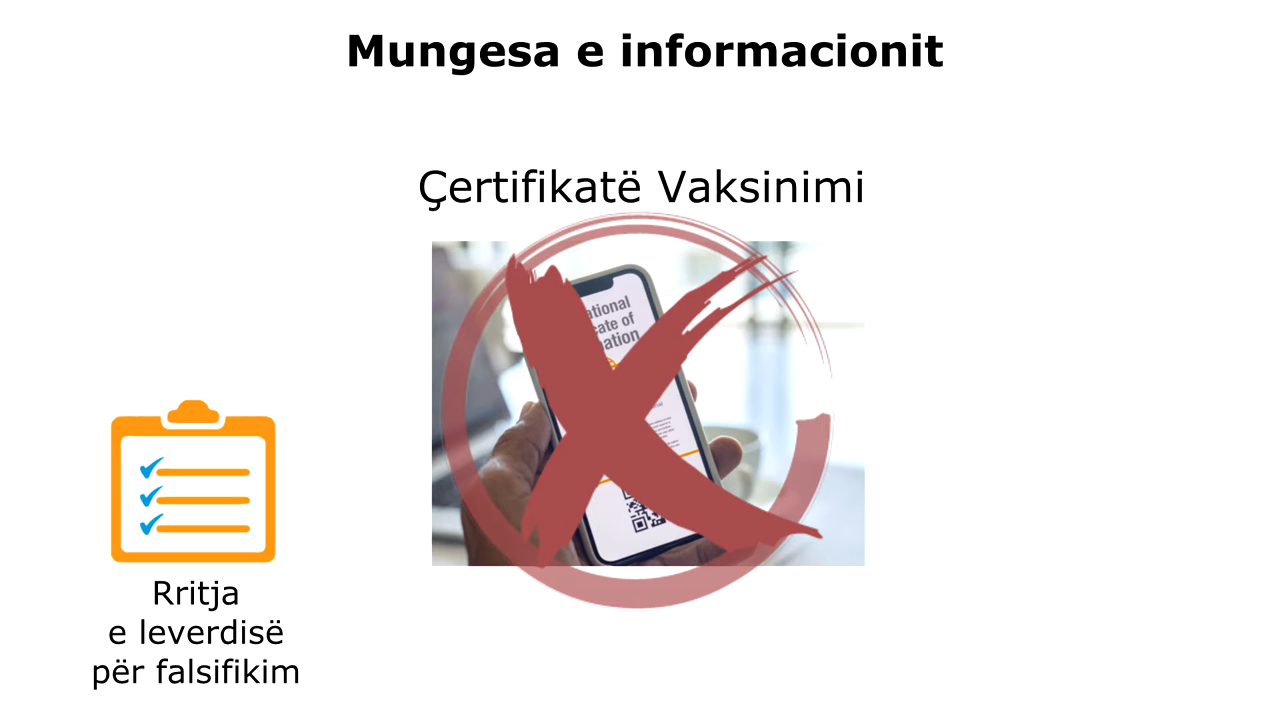 Mungesa e informacionit
Çertifikatë Vaksinimi
Rritja
e leverdisë
për falsifikim